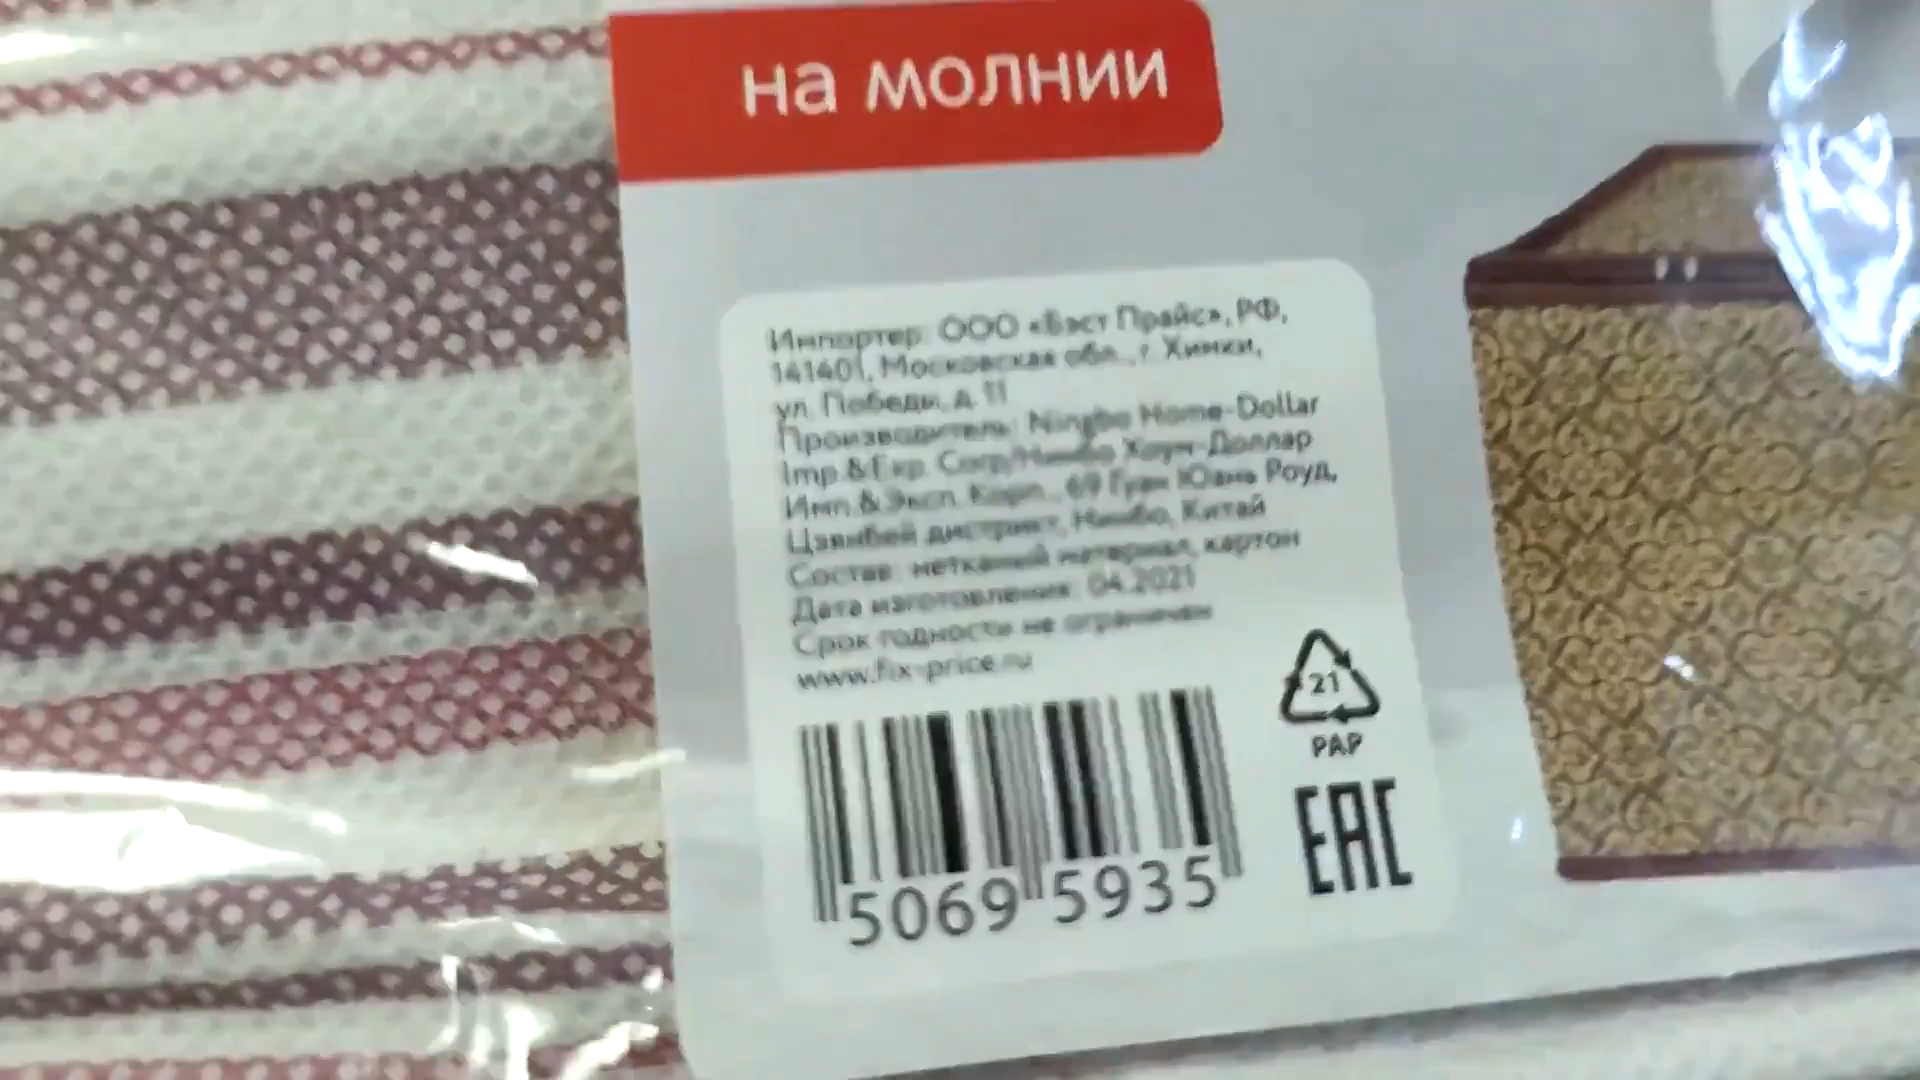 на молнии
Импортер: ООО «Бэст Прайс», РФ,
141401, Московская обл., г. Химки,
ул. Победы, д. 11
Производитель: Ningbo Home-Dollar
Imp.&Exp. Corp/Нинбо Хоум-Доллар
Имп.&Эксп. Корп., 69 Гуан Юань Роуд,
Цзянбей дистрикт, Нинбо, Китай
Состав: нетканый материал, картон
Дата изготовления: 04.2021
Срок годности не ограничен
www.fix-price.ru
21
PAP
EAC
5069 5935